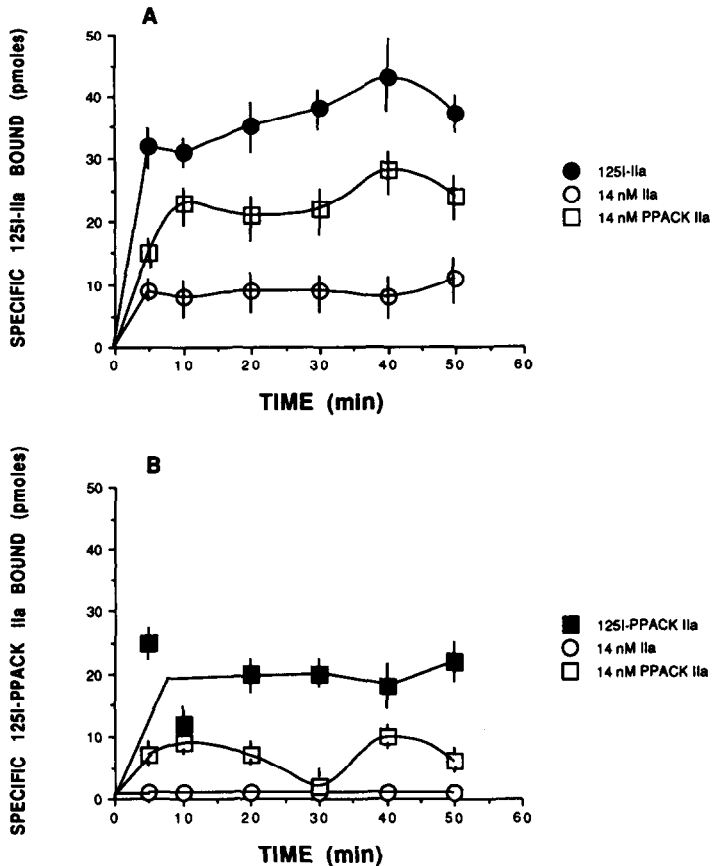 A
SPECIFIC 125I-IIa BOUND (pmoles)
50
40
30
20
10
0
0 10 20 30 40 50 60
TIME (min)
125I-IIa
14 nM IIa
14 nM PPACK IIa
B
SPECIFIC 125I-PPACK IIa BOUND (pmoles)
50
40
30
20
10
0
0 10 20 30 40 50 60
TIME (min)
125I-PPACK IIa
14 nM IIa
14 nM PPACK IIa